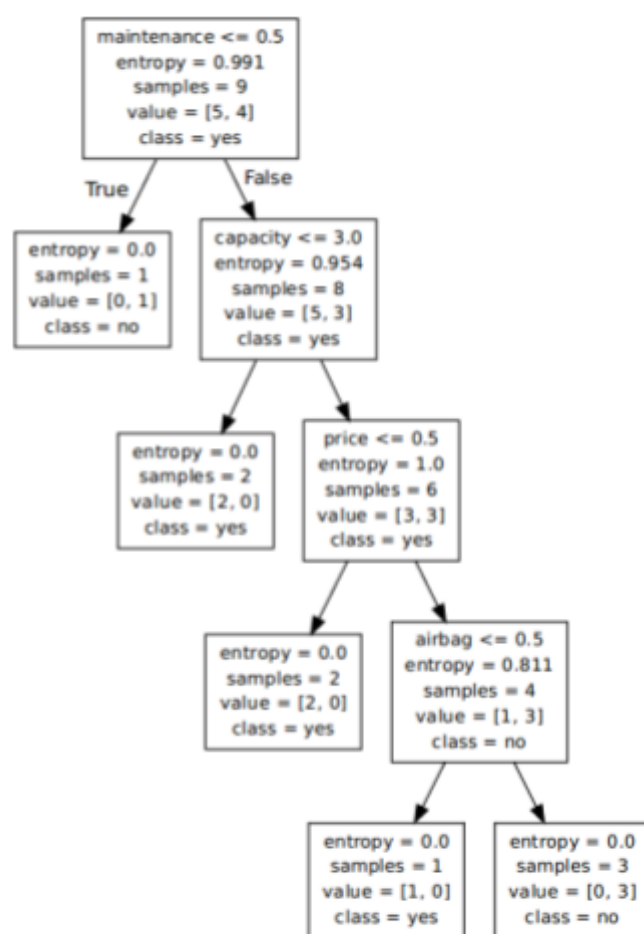 maintenance <= 0.5
entropy = 0.991
samples = 9
value = [5, 4]
class = yes
True
False
entropy = 0.0
samples = 1
value = [0, 1]
class = no
capacity <= 3.0
entropy = 0.954
samples = 8
value = [5, 3]
class = yes
entropy = 0.0
samples = 2
value = [2, 0]
class = yes
price <= 0.5
entropy = 1.0
samples = 6
value = [3, 3]
class = yes
entropy = 0.0
samples = 2
value = [2, 0]
class = yes
airbag <= 0.5
entropy = 0.811
samples = 4
value = [1, 3]
class = no
entropy = 0.0
samples = 1
value = [1, 0]
class = yes
entropy = 0.0
samples = 3
value = [0, 3]
class = no